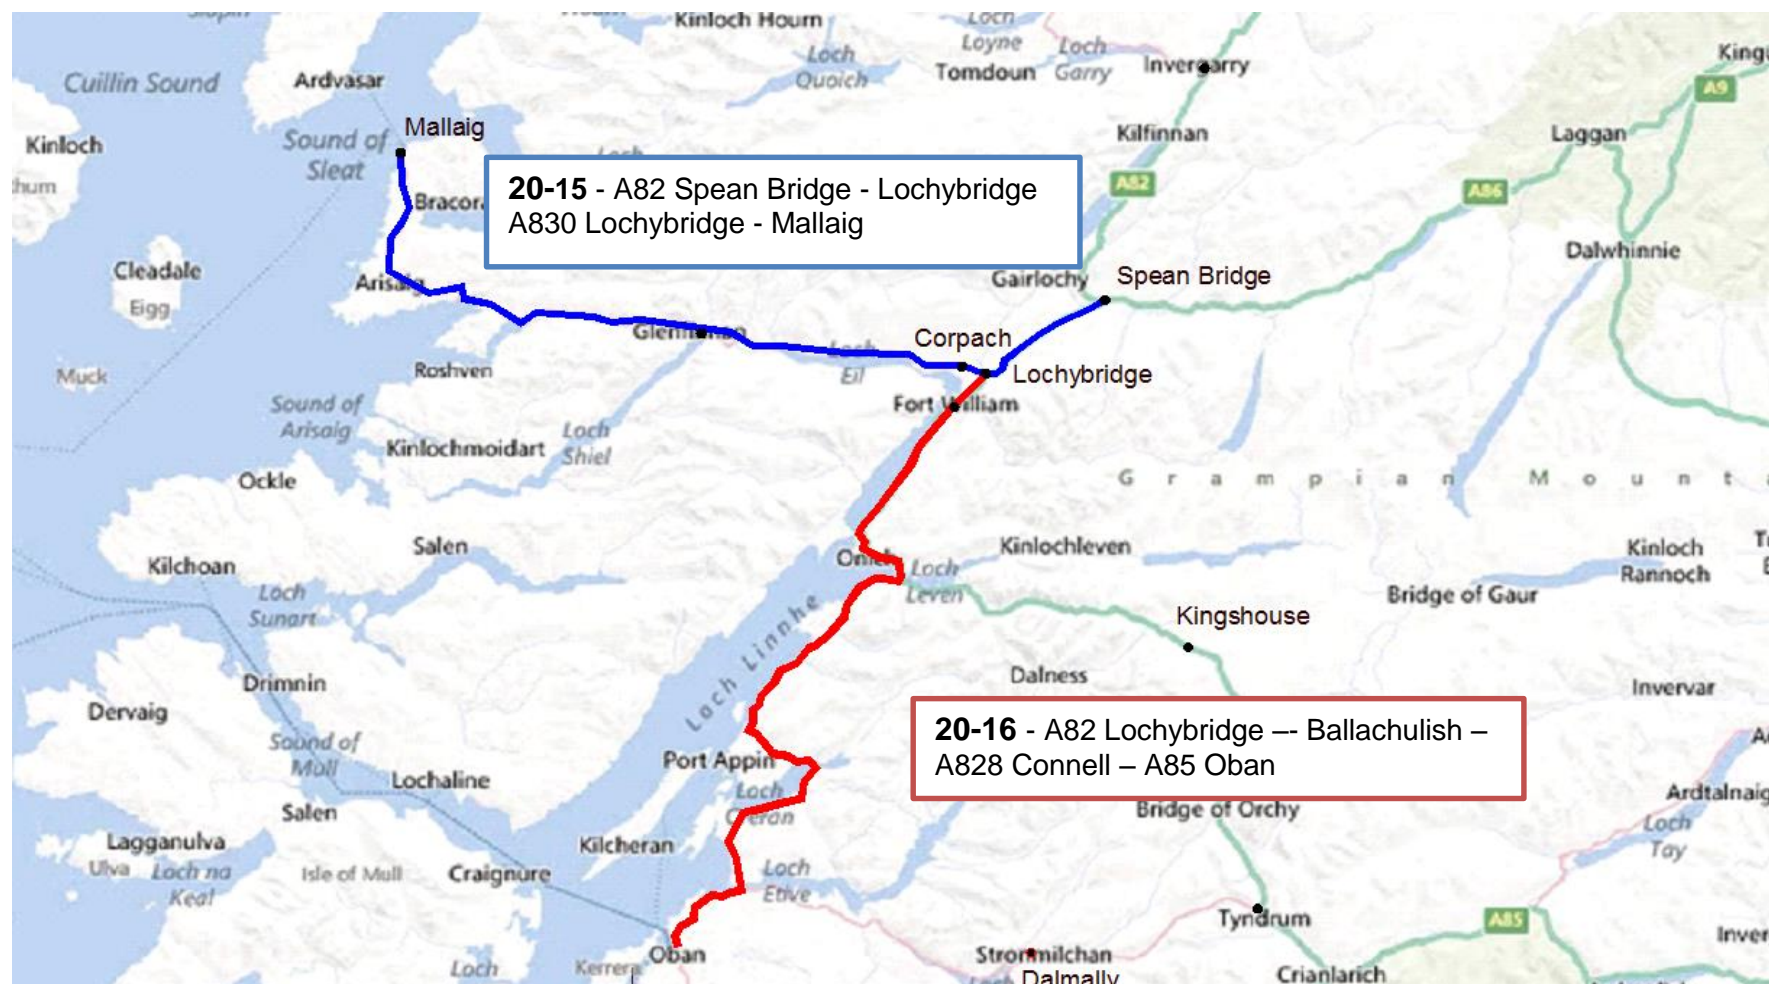 Kinloch Hourn
Loch
Loyne
Loch
Garry
Loch
Quoich
Tomdoun
Invergarry
A9
Cuillin Sound
Ardvasar
Mallaig
Kilfinnan
Laggan
Kinloch
Sound of
Sleat
Loch
20-15 - A82 Spean Bridge - Lochybridge
A830 Lochybridge - Mallaig
A82
A86
Dalwhinnie
Cleadale
Eigg
Arisaig
Gairlochy
Spean Bridge
Glenfinnan
Corpach
Loch
Eil
Lochybridge
Muck
Roshven
Fort William
Sound of
Arisaig
Kinlochmoidart
Loch
Shiel
Ockle
Grampian
Salen
Kinlochleven
Kinloch
Rannoch
Kilchoan
Loch
Leven
Bridge of Gaur
Loch
Sunart
Kingshouse
Loch Linnhe
Drimnin
Dalness
Invervar
Dervaig
20-16 - A82 Lochybridge –- Ballachulish –
A828 Connell – A85 Oban
Sound of
Mull
Port Appin
Lochaline
Loch
Creran
Ardtalnaig
Salen
Bridge of Orchy
Loch
Tay
Lagganulva
Kilcheran
Ulva
Loch na
Keal
Isle of Mull
Craignure
Loch
Etive
Tyndrum
A85
Oban
Kerrera
Loch
Stronmilchan
Dalmally
Crianlarich